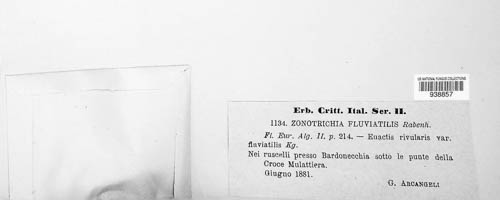 US NATIONAL FUNGUS COLLECTIONS
938857
Erb. Critt. Ital. Ser. II.
1134. ZONOTRICHIA FLUVIATILIS Rabenh.
Fl. Eur. Alg. II. p. 214. — Euactis rivularis var.
fluviatilis Kg.
Nei ruscelli presso Bardonecchia sotto le punte della
Croce Mulattiera.
Giugno 1881.
G. ARCANGELI